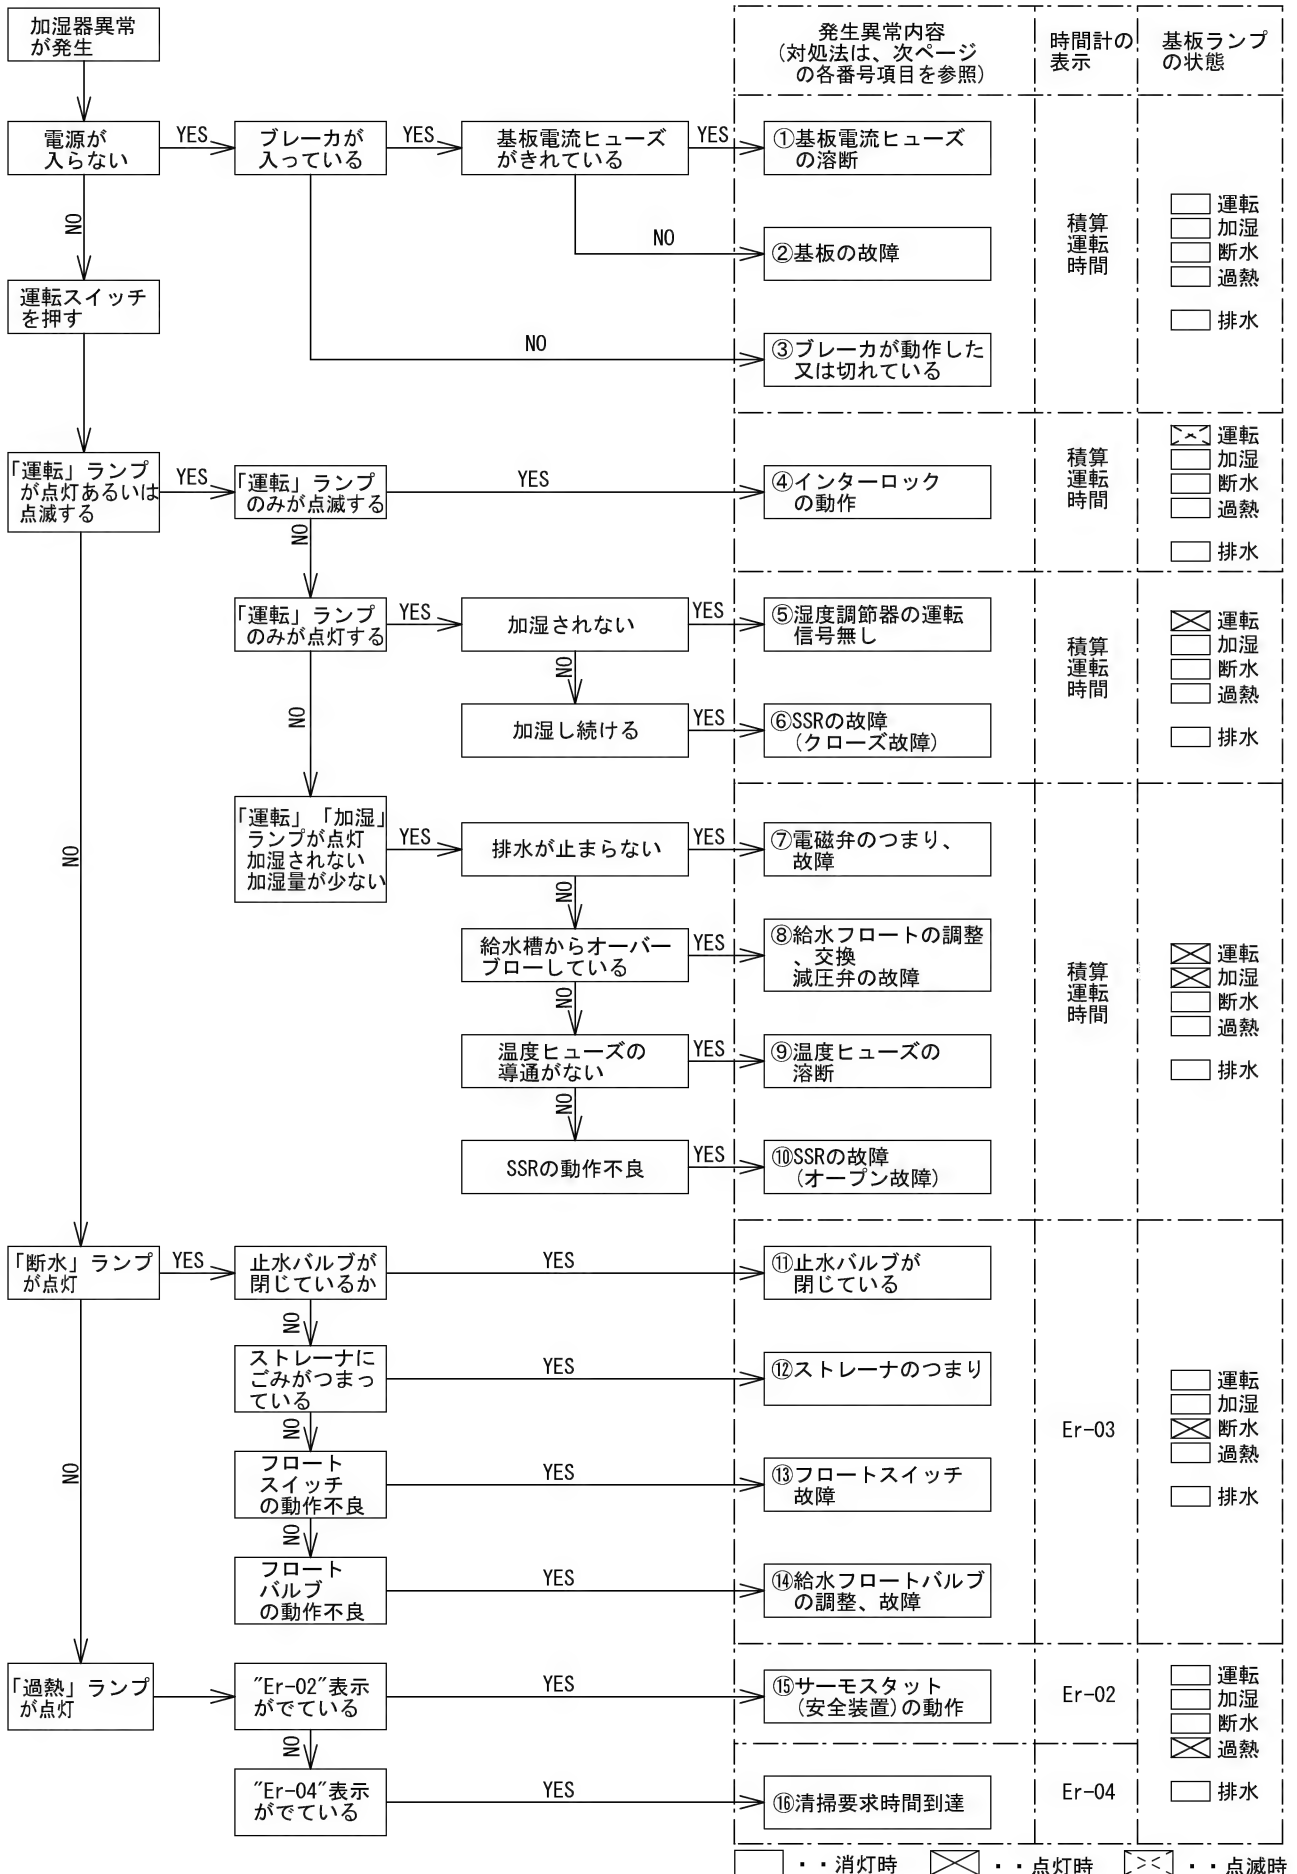 加湿器異常
が発生
発生異常内容
(対処法は、次ページ
の各番号項目を参照)
時間計の
表示
基板ランプ
の状態
電源が
入らない
YES
ブレーカが
入っている
YES
基板電流ヒューズ
がきれている
YES
①基板電流ヒューズ
の溶断
NO
NO
②基板の故障
積算
運転
時間
運転
加湿
断水
過熱
排水
運転スイッチ
を押す
NO
③ブレーカが動作した
又は切れている
「運転」ランプ
が点灯あるいは
点滅する
YES
「運転」ランプ
のみが点滅する
YES
④インターロック
の動作
積算
運転
時間
運転
加湿
断水
過熱
排水
NO
「運転」ランプ
のみが点灯する
YES
加湿されない
YES
⑤湿度調節器の運転
信号無し
NO
加湿し続ける
YES
⑥SSRの故障
(クローズ故障)
積算
運転
時間
運転
加湿
断水
過熱
排水
NO
「運転」「加湿」
ランプが点灯
加湿されない
加湿量が少ない
YES
排水が止まらない
YES
⑦電磁弁のつまり、
故障
NO
NO
給水槽からオーバー
ブローしている
YES
⑧給水フロートの調整
、交換
減圧弁の故障
NO
温度ヒューズの
導通がない
YES
⑨温度ヒューズの
溶断
NO
SSRの動作不良
YES
⑩SSRの故障
(オープン故障)
積算
運転
時間
運転
加湿
断水
過熱
排水
「断水」ランプ
が点灯
YES
止水バルブが
閉じているか
YES
⑪止水バルブが
閉じている
NO
ストレーナに
ごみがつまっ
ている
YES
⑫ストレーナのつまり
NO
フロート
スイッチ
の動作不良
YES
⑬フロートスイッチ
故障
NO
フロート
バルブ
の動作不良
YES
⑭給水フロートバルブ
の調整、故障
Er-03
運転
加湿
断水
過熱
排水
NO
「過熱」ランプ
が点灯
"Er-02"表示
がでている
YES
⑮サーモスタット
(安全装置)の動作
Er-02
NO
"Er-04"表示
がでている
YES
⑯清掃要求時間到達
Er-04
運転
加湿
断水
過熱
排水
・・消灯時
・・点灯時
・・点滅時